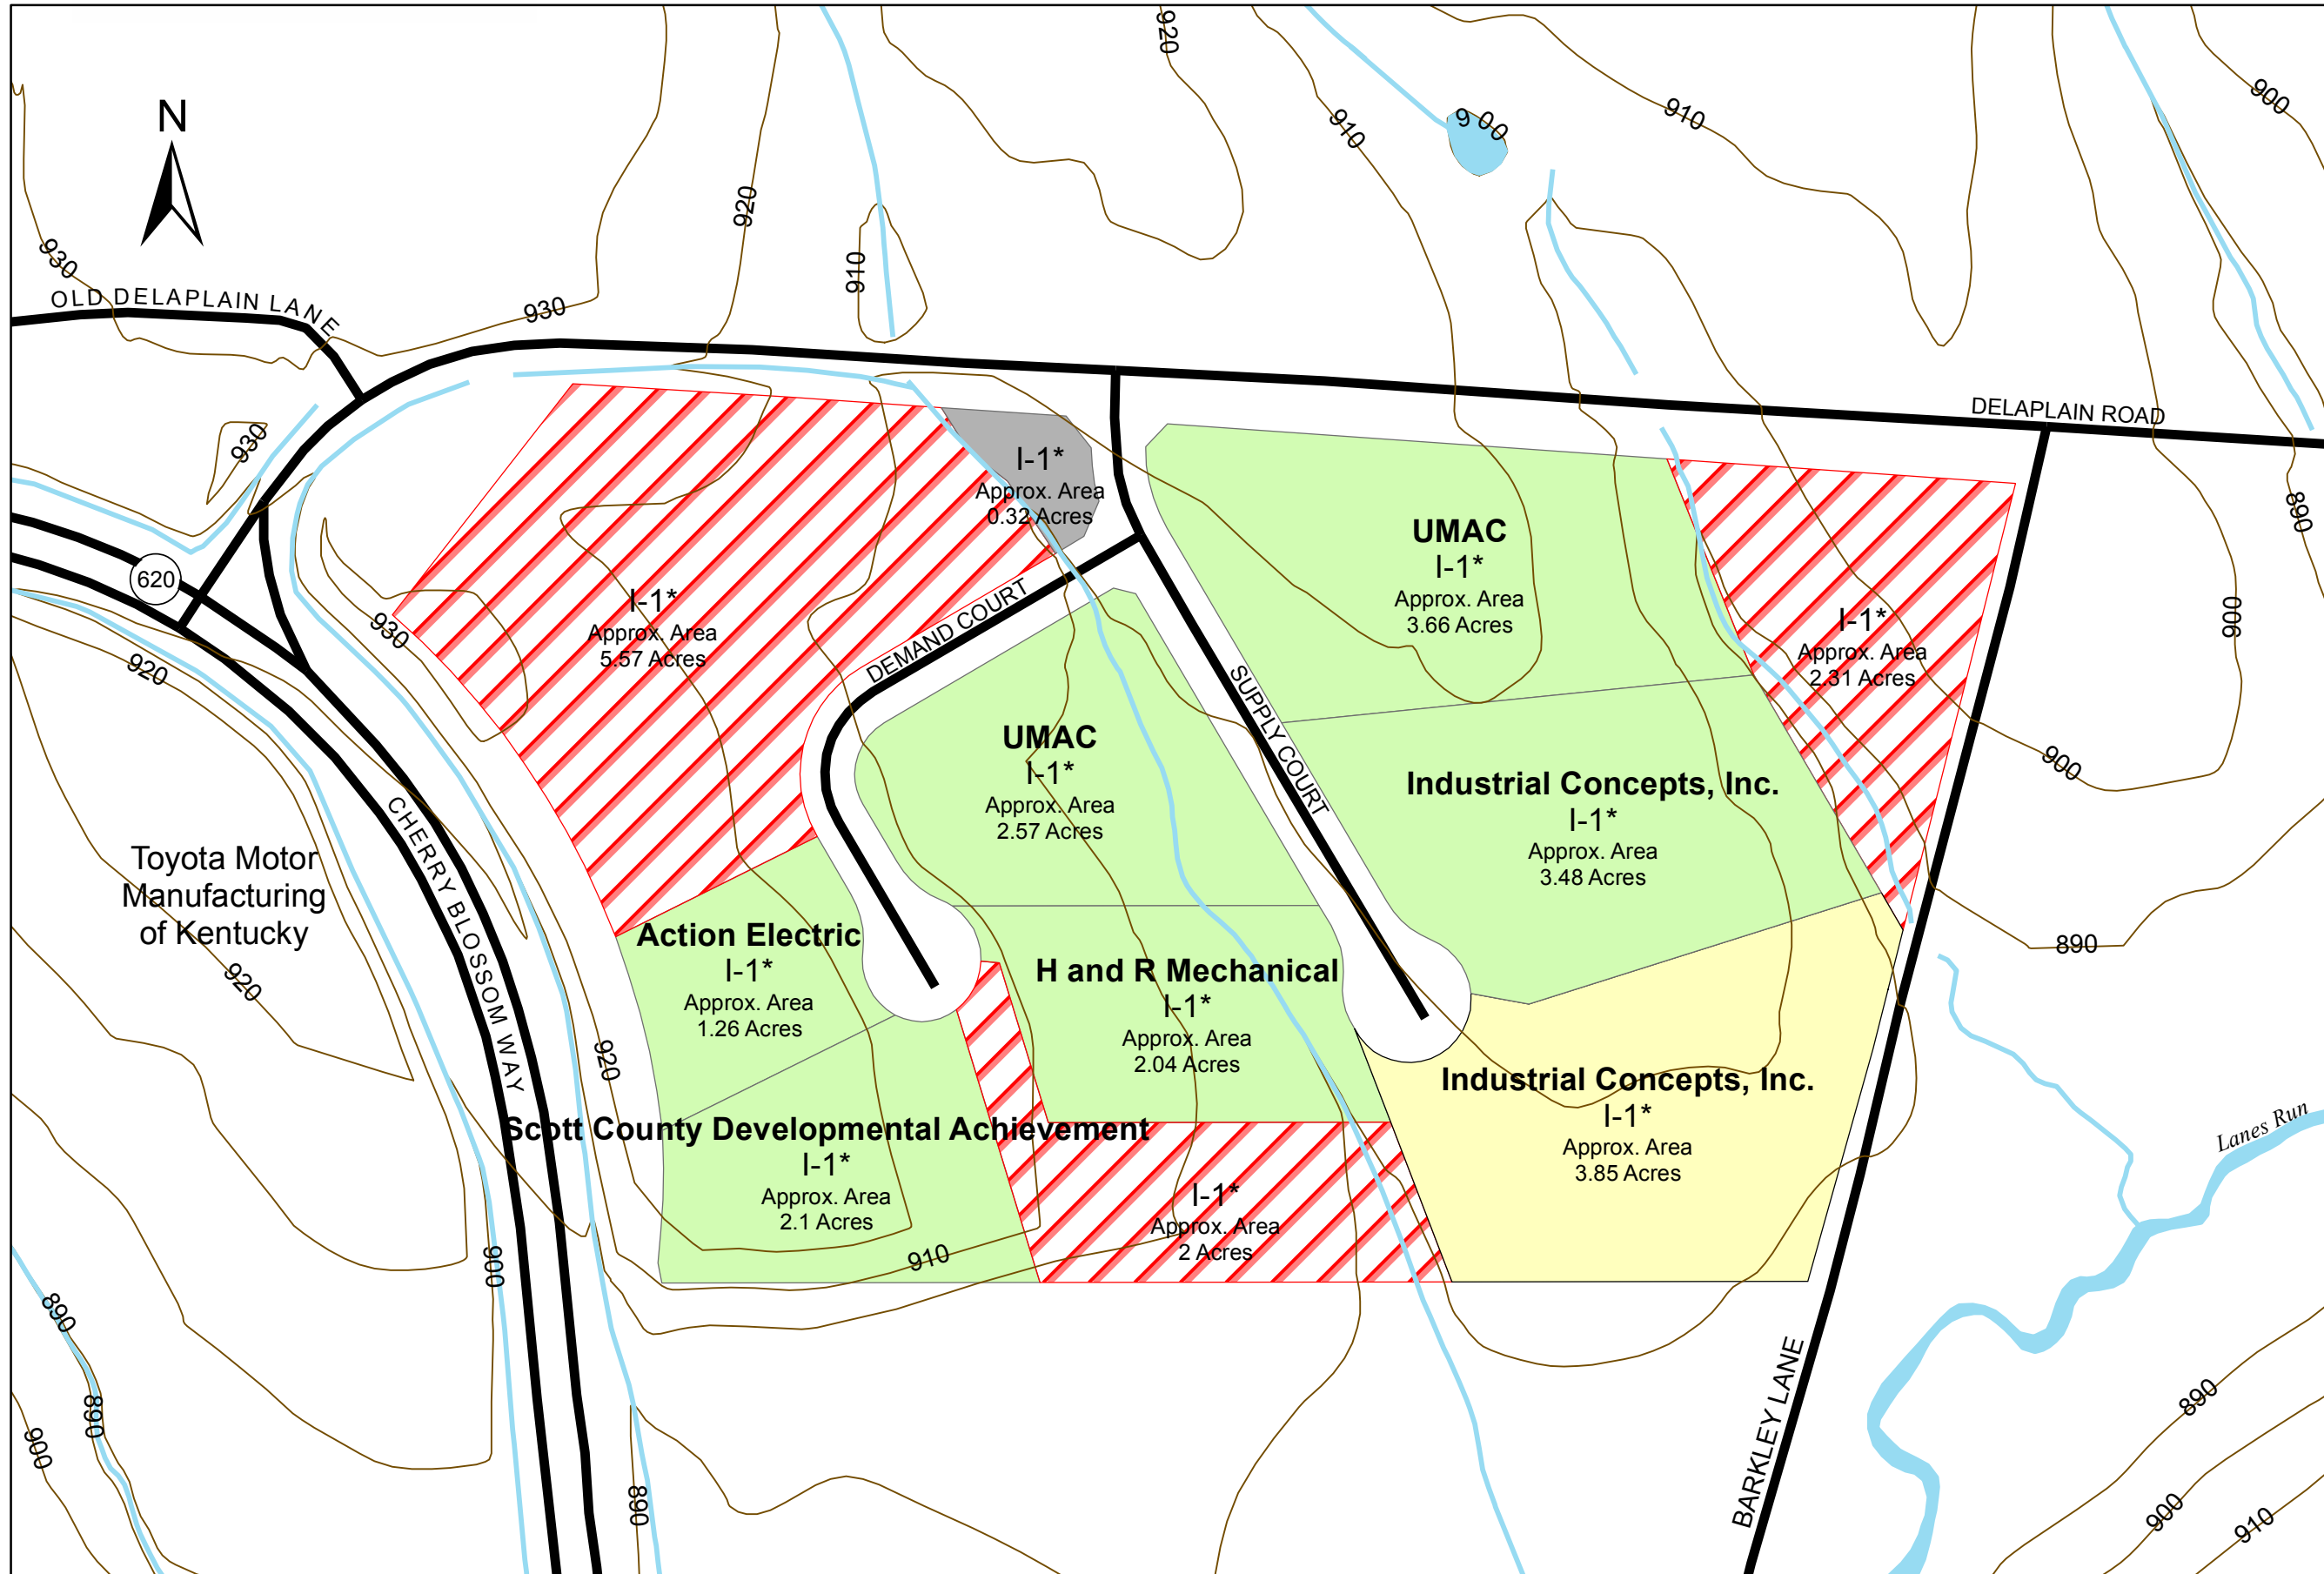 920
900
900
910
910
N
920
910
930
OLD DELAPLAIN LANE
930
DELAPLAIN ROAD
930
890
I-1*
Approx. Area
0.32 Acres
UMAC
I-1*
Approx. Area
3.66 Acres
620
I-1*
Approx. Area
5.57 Acres
930
920
DEMAND COURT
I-1*
Approx. Area
2.31 Acres
900
SUPPLY COURT
UMAC
I-1*
Approx. Area
2.57 Acres
900
Industrial Concepts, Inc.
I-1*
Approx. Area
3.48 Acres
Toyota Motor
Manufacturing
of Kentucky
CHERRY BLOSSOM WAY
920
Action Electric
I-1*
Approx. Area
1.26 Acres
H and R Mechanical
I-1*
Approx. Area
2.04 Acres
890
920
Industrial Concepts, Inc.
I-1*
Approx. Area
3.85 Acres
Scott County Developmental Achievement
I-1*
Approx. Area
2.1 Acres
Lanes Run
I-1*
Approx. Area
2 Acres
910
900
890
890
900
890
BARKLEY LANE
890
900
910